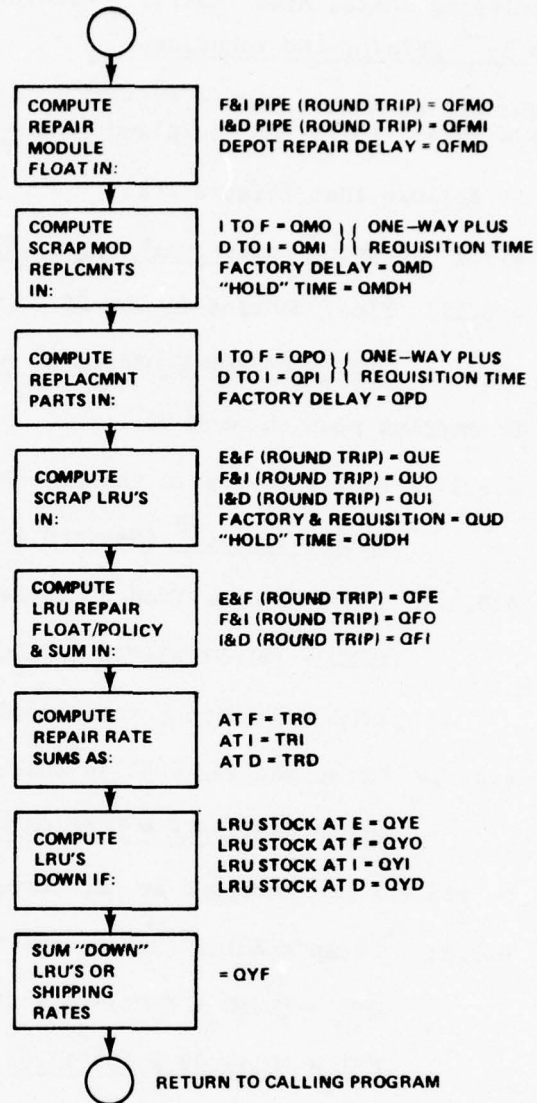 COMPUTE
REPAIR
MODULE
FLOAT IN:
F&I PIPE (ROUND TRIP) = QFMO
I&D PIPE (ROUND TRIP) = QFMI
DEPOT REPAIR DELAY = QFMD
COMPUTE
SCRAP MOD
REPLCMNTS
IN:
I TO F = QMO } } ONE-WAY PLUS
D TO I = QMI } } REQUISITION TIME
FACTORY DELAY = QMD
"HOLD" TIME = QMDH
COMPUTE
REPLACMNT
PARTS IN:
I TO F = QPO } } ONE-WAY PLUS
D TO I = QPI } } REQUISITION TIME
FACTORY DELAY = QPD
COMPUTE
SCRAP LRU'S
IN:
E&F (ROUND TRIP) = QUE
F&I (ROUND TRIP) = QUO
I&D (ROUND TRIP) = QUI
FACTORY & REQUISITION = QUD
"HOLD" TIME = QUDH
COMPUTE
LRU REPAIR
FLOAT/POLICY
& SUM IN:
E&F (ROUND TRIP) = QFE
F&I (ROUND TRIP) = QFO
I&D (ROUND TRIP) = QFI
COMPUTE
REPAIR RATE
SUMS AS:
AT F = TRO
AT I = TRI
AT D = TRD
COMPUTE
LRU'S
DOWN IF:
LRU STOCK AT E = QYE
LRU STOCK AT F = QYO
LRU STOCK AT I = QYI
LRU STOCK AT D = QYD
SUM "DOWN"
LRU'S OR
SHIPPING
RATES
= QYF
RETURN TO CALLING PROGRAM